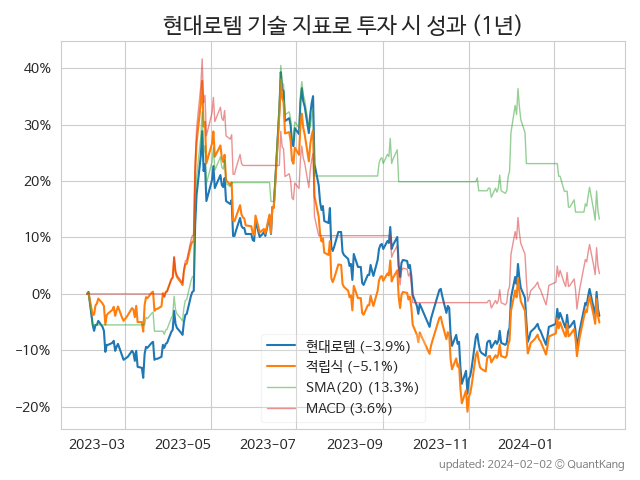 현대로템 기술 지표로 투자 시 성과 (1년)
40%
30%
20%
10%
0%
−10%
−20%
현대로템 (−3.9%)
적립식 (−5.1%)
SMA(20) (13.3%)
MACD (3.6%)
2023-03 2023-05 2023-07 2023-09 2023-11 2024-01
updated: 2024-02-02 © QuantKang